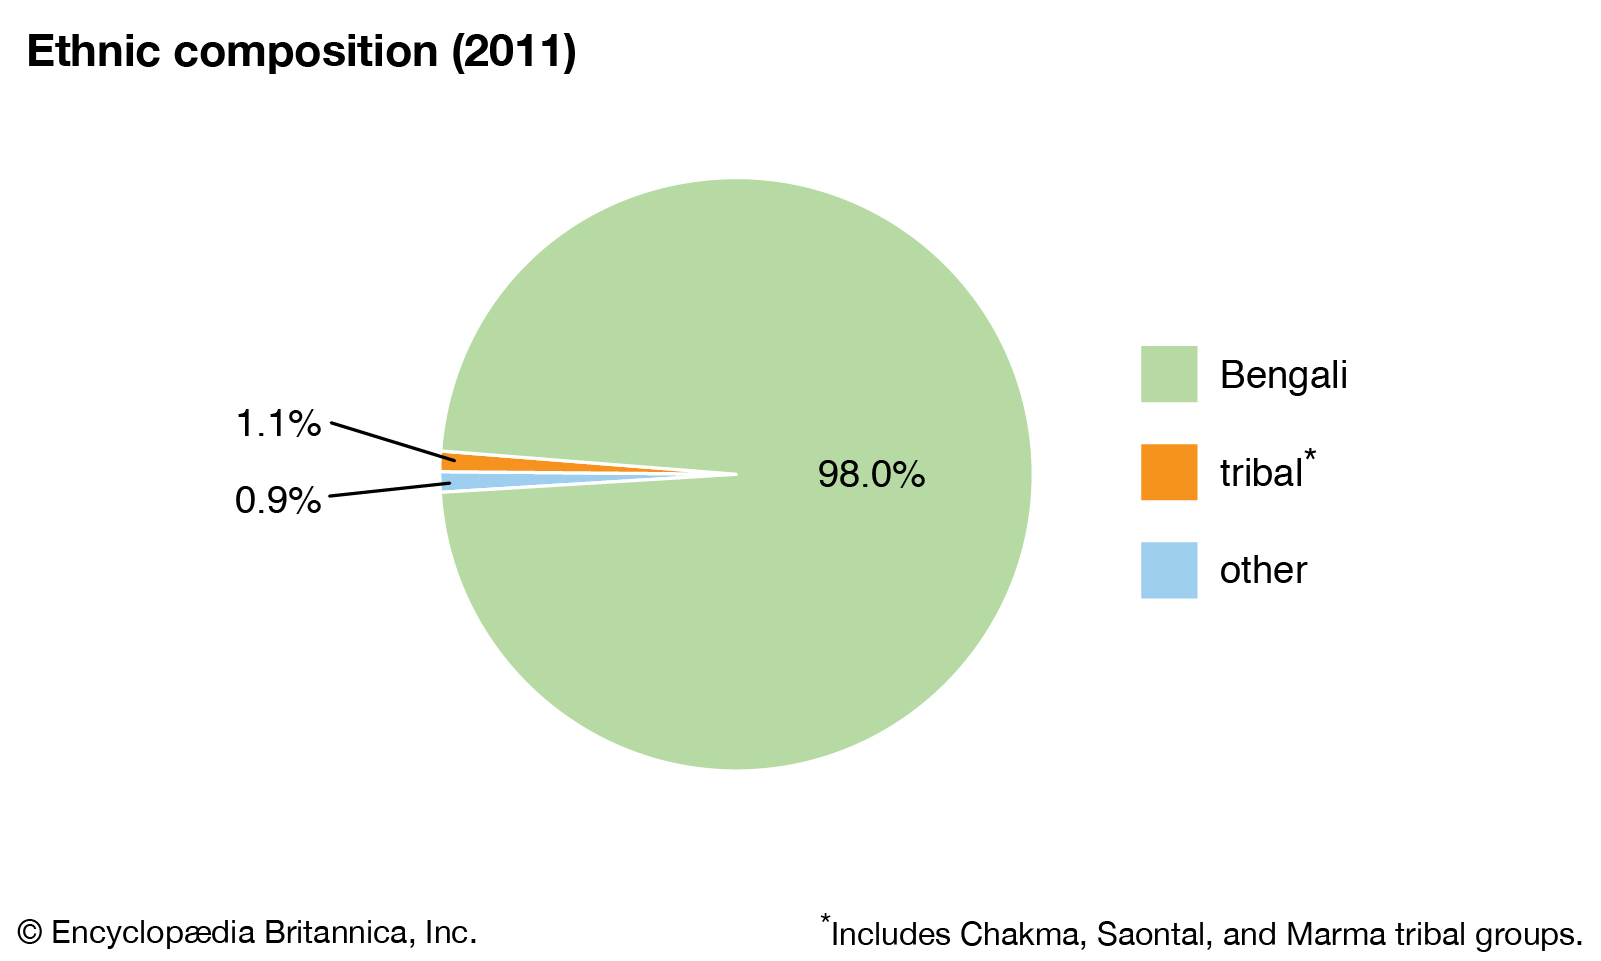 Ethnic composition (2011)
1.1%
0.9%
98.0%
Bengali
tribal*
other
© Encyclopædia Britannica, Inc.
*Includes Chakma, Saontal, and Marma tribal groups.